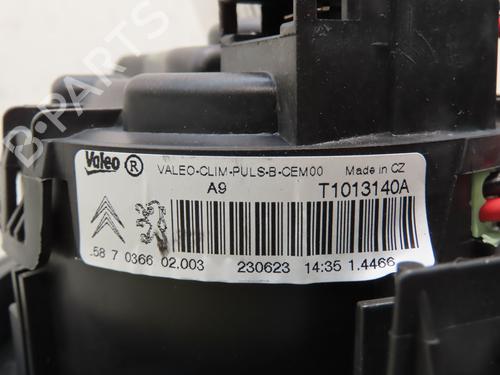 B-PARTS
Valeo ® VALEO-CLIM-PULS-B-CEM00 Made in CZ
A9 T1013140A
.58 7 0366 02.003 230623 14:35 1.4466